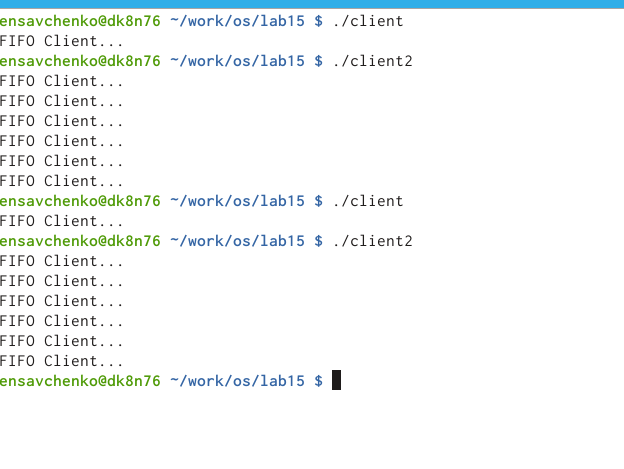 ensavchenko@dk8n76 ~/work/os/lab15 $ ./client
FIFO Client...
ensavchenko@dk8n76 ~/work/os/lab15 $ ./client2
FIFO Client...
FIFO Client...
FIFO Client...
FIFO Client...
FIFO Client...
FIFO Client...
ensavchenko@dk8n76 ~/work/os/lab15 $ ./client
FIFO Client...
ensavchenko@dk8n76 ~/work/os/lab15 $ ./client2
FIFO Client...
FIFO Client...
FIFO Client...
FIFO Client...
FIFO Client...
FIFO Client...
ensavchenko@dk8n76 ~/work/os/lab15 $